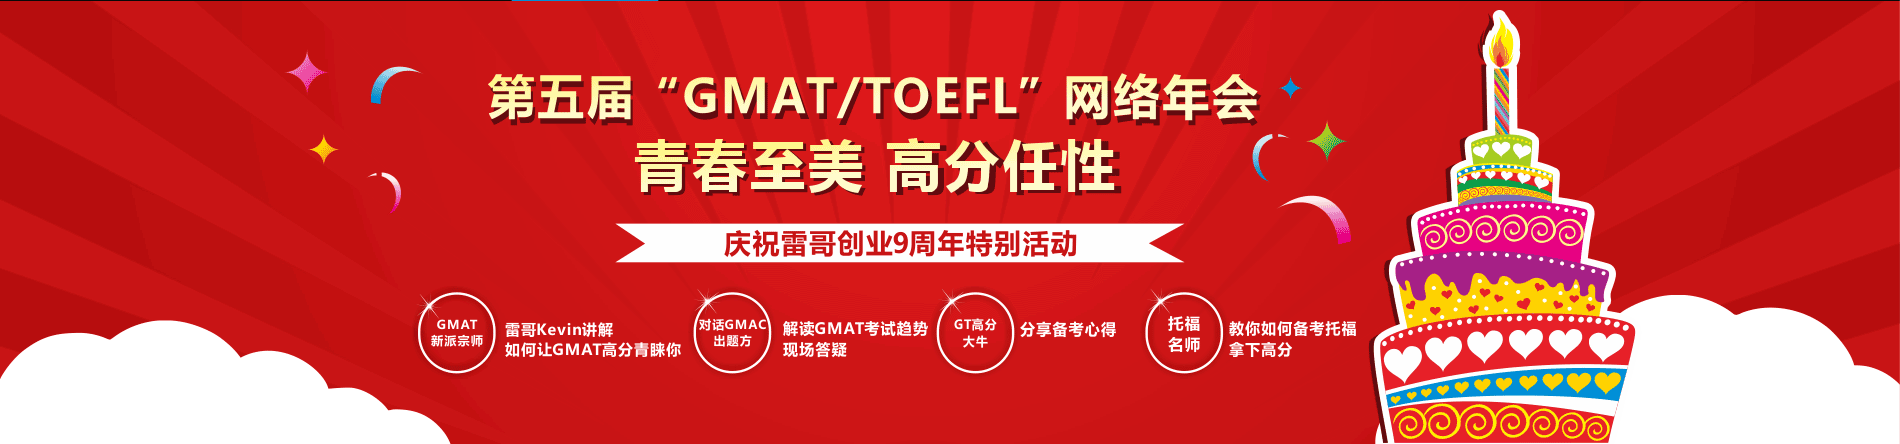 第五届“GMAT/TOEFL”网络年会
青春至美 高分任性
庆祝雷哥创业9周年特别活动
GMAT
新派宗师
雷哥Kevin讲解
如何让GMAT高分青睐你
对话GMAC
出题方
解读GMAT考试趋势
现场答疑
GT高分
大牛
分享备考心得
托福
名师
教你如何备考托福
拿下高分